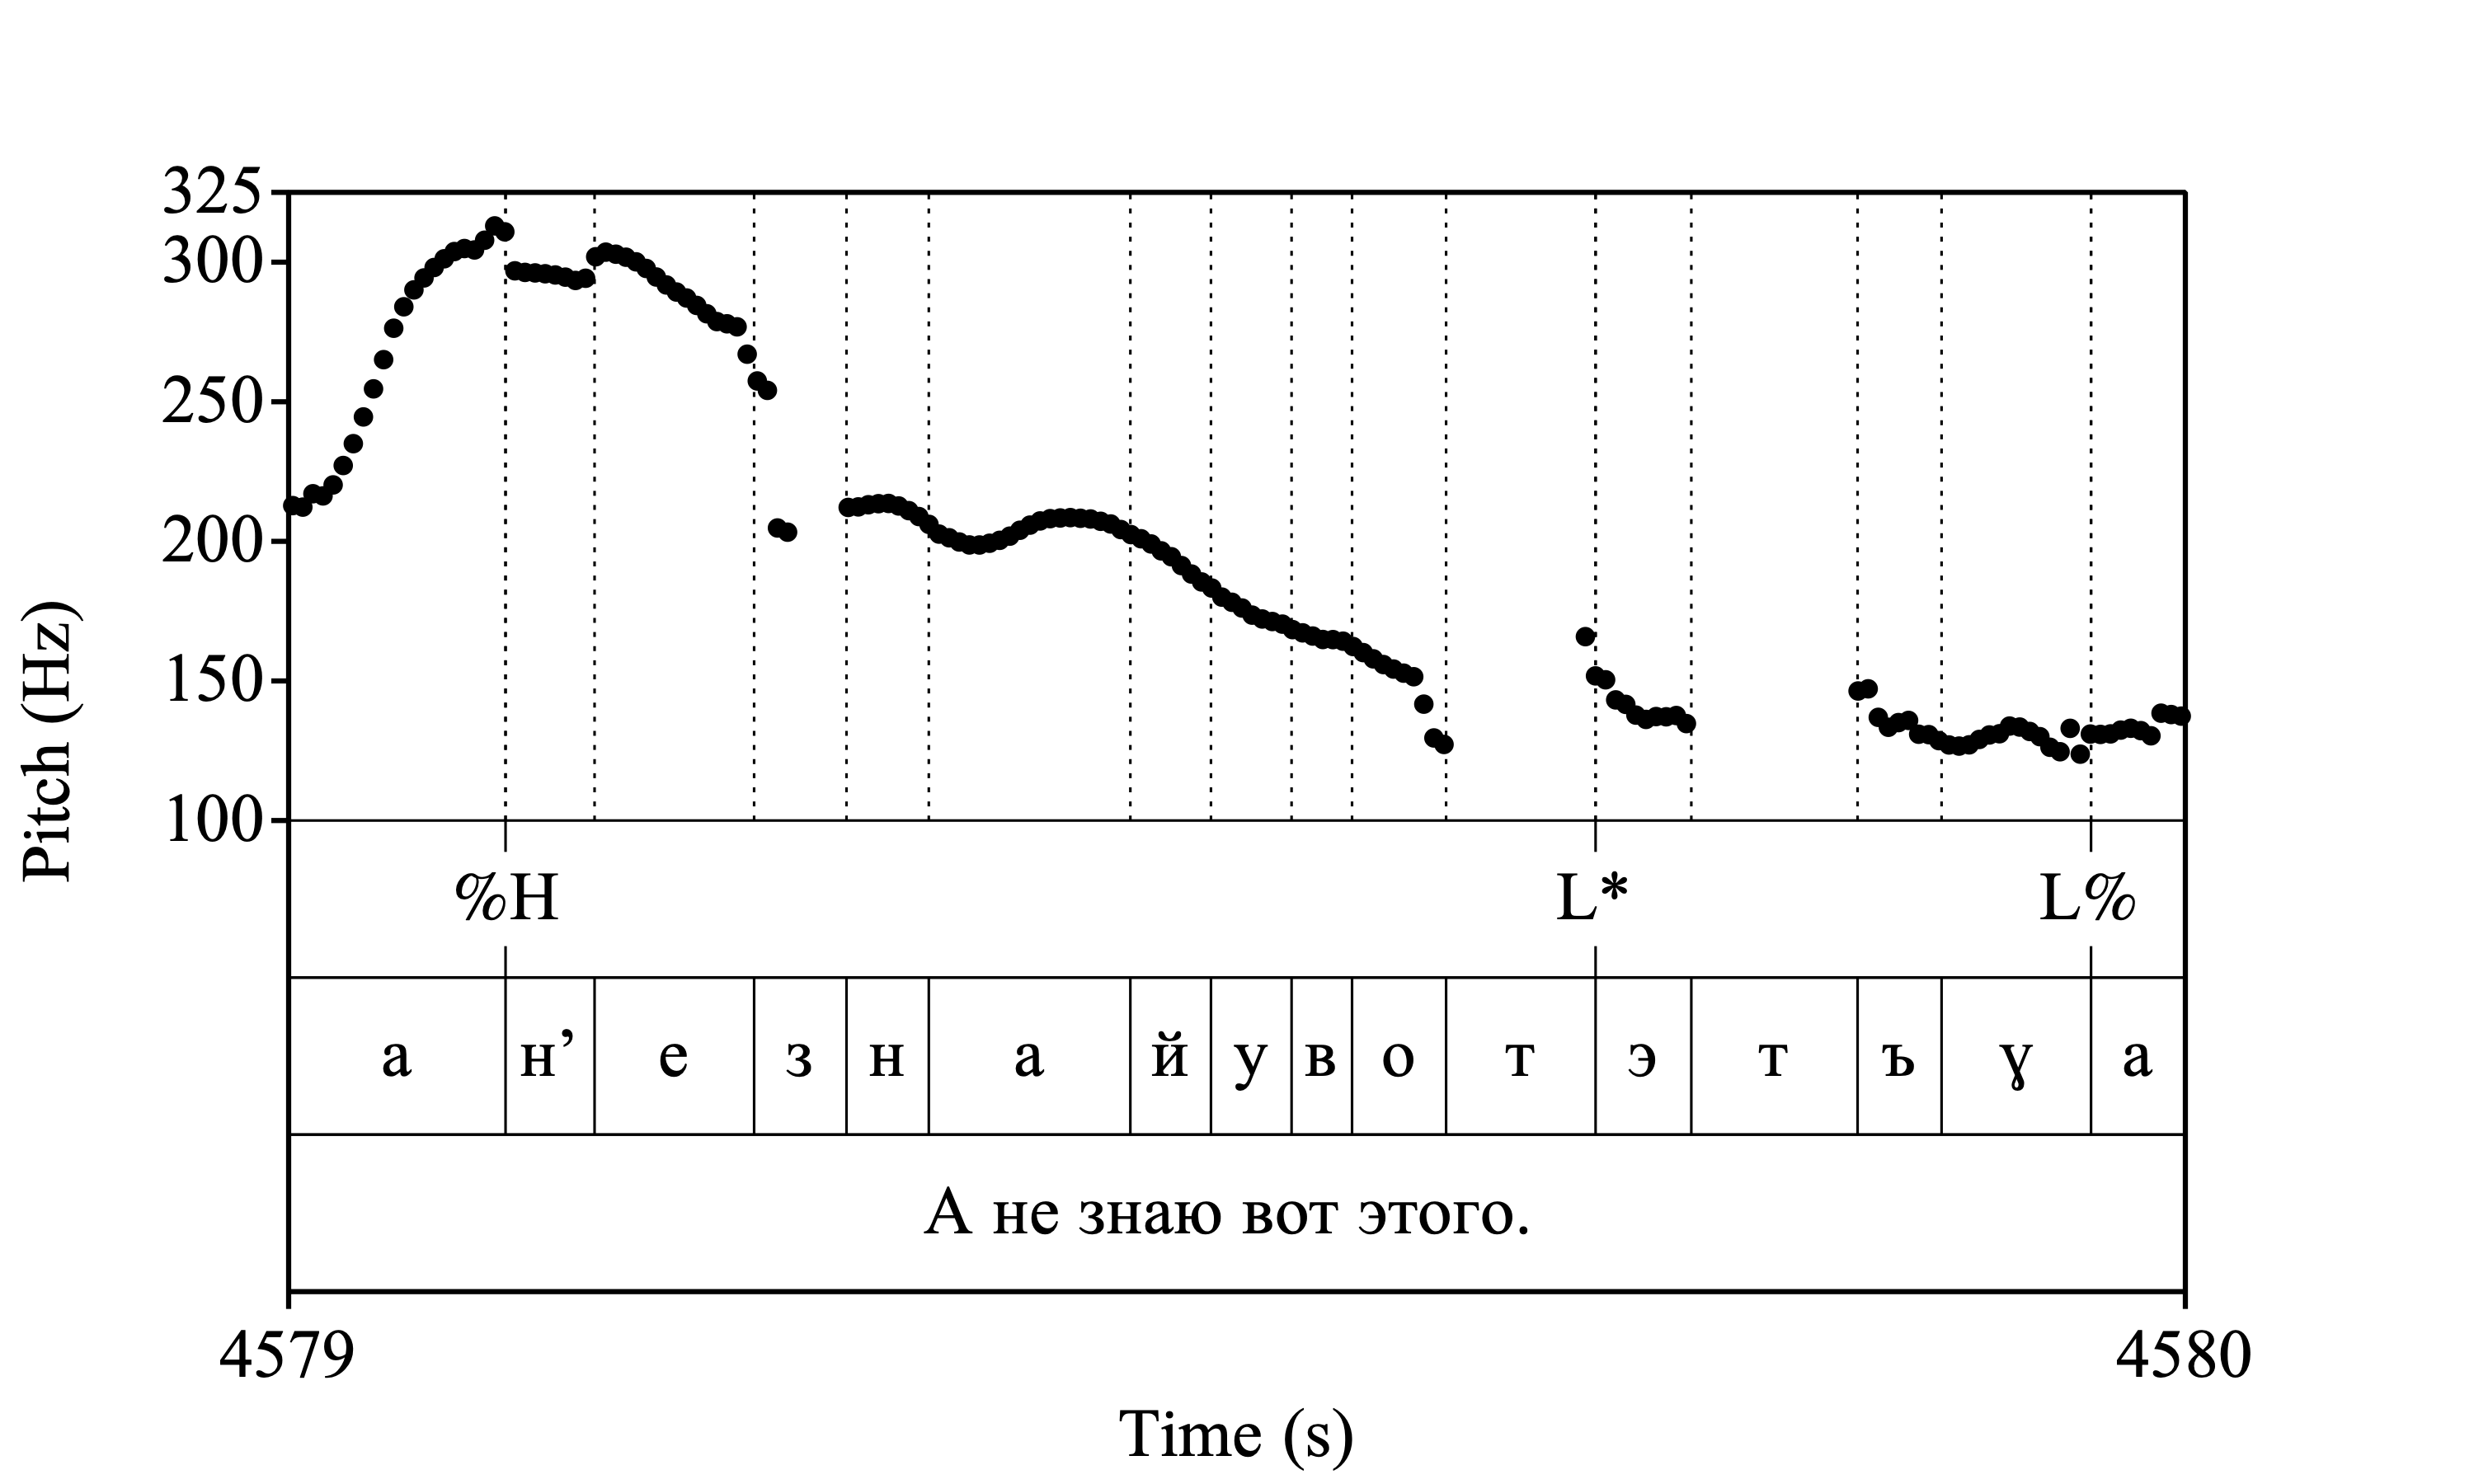 325
300
250
200
150
100
Pitch (Hz)
%H L* L%
а н’ е з н а й у в о т э т ъ ɣ а
А не знаю вот этого.
4579 4580
Time (s)